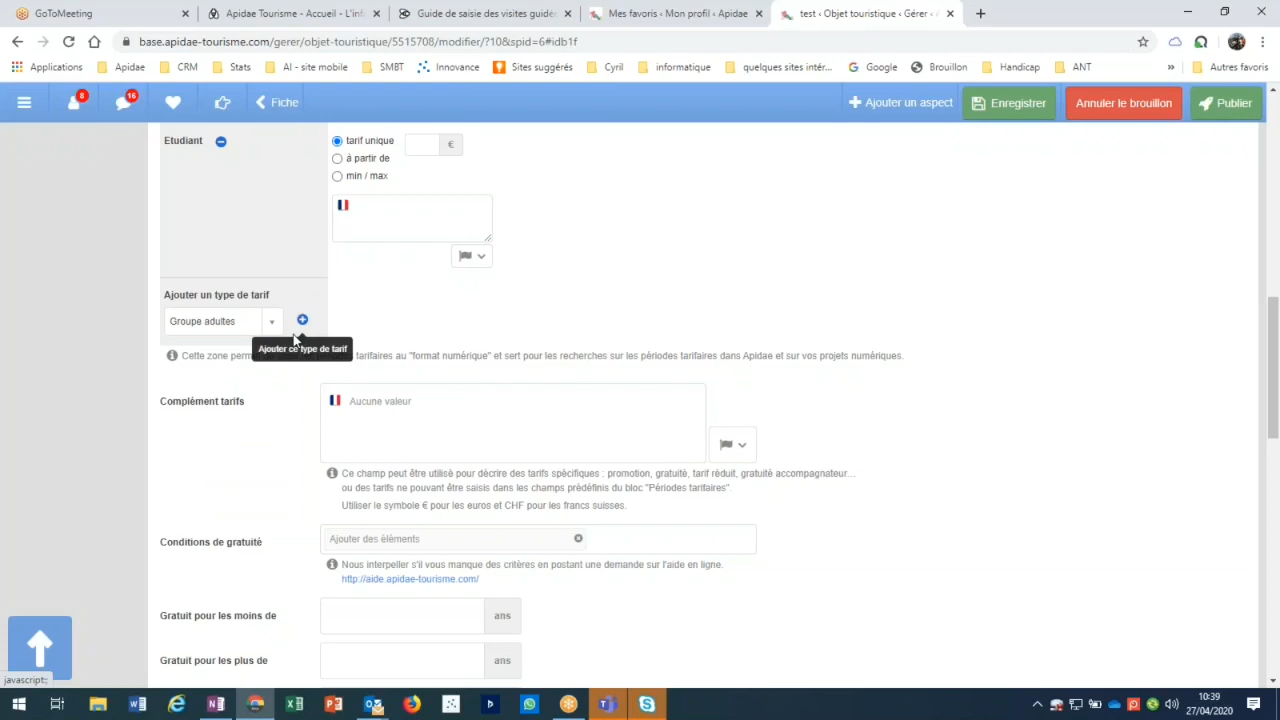 GoToMeeting
Apidae Tourisme - Accueil - L'inf
Guide de saisie des visites guidé
Mes favoris ‹ Mon profil ‹ Apidae
test ‹ Objet touristique ‹ Gérer ‹ A
base.apidae-tourisme.com/gerer/objet-touristique/5515708/modifier/?10&spid=6#idb1f
Applications
Apidae
CRM
Stats
AI - site mobile
SMBT
Innovance
Sites suggérés
Cyril
informatique
quelques sites intér...
Google
Brouillon
Handicap
ANT
»
Autres favoris
8
16
Fiche
Ajouter un aspect
Enregistrer
Annuler le brouillon
Publier
Etudiant
tarif unique
€
à partir de
min / max
Ajouter un type de tarif
Groupe adultes
Ajouter ce type de tarif
Cette zone perm
tarifaires au "format numérique" et sert pour les recherches sur les périodes tarifaires dans Apidae et sur vos projets numériques.
Complément tarifs
Aucune valeur
Ce champ peut être utilisé pour décrire des tarifs spécifiques : promotion, gratuité, tarif réduit, gratuité accompagnateur...
ou des tarifs ne pouvant être saisis dans les champs prédéfinis du bloc "Périodes tarifaires".
Utiliser le symbole € pour les euros et CHF pour les francs suisses.
Conditions de gratuité
Ajouter des éléments
Nous interpeller s'il vous manque des critères en postant une demande sur l'aide en ligne.
http://aide.apidae-tourisme.com/
Gratuit pour les moins de
ans
Gratuit pour les plus de
ans
javascript:;
10:39
27/04/2020